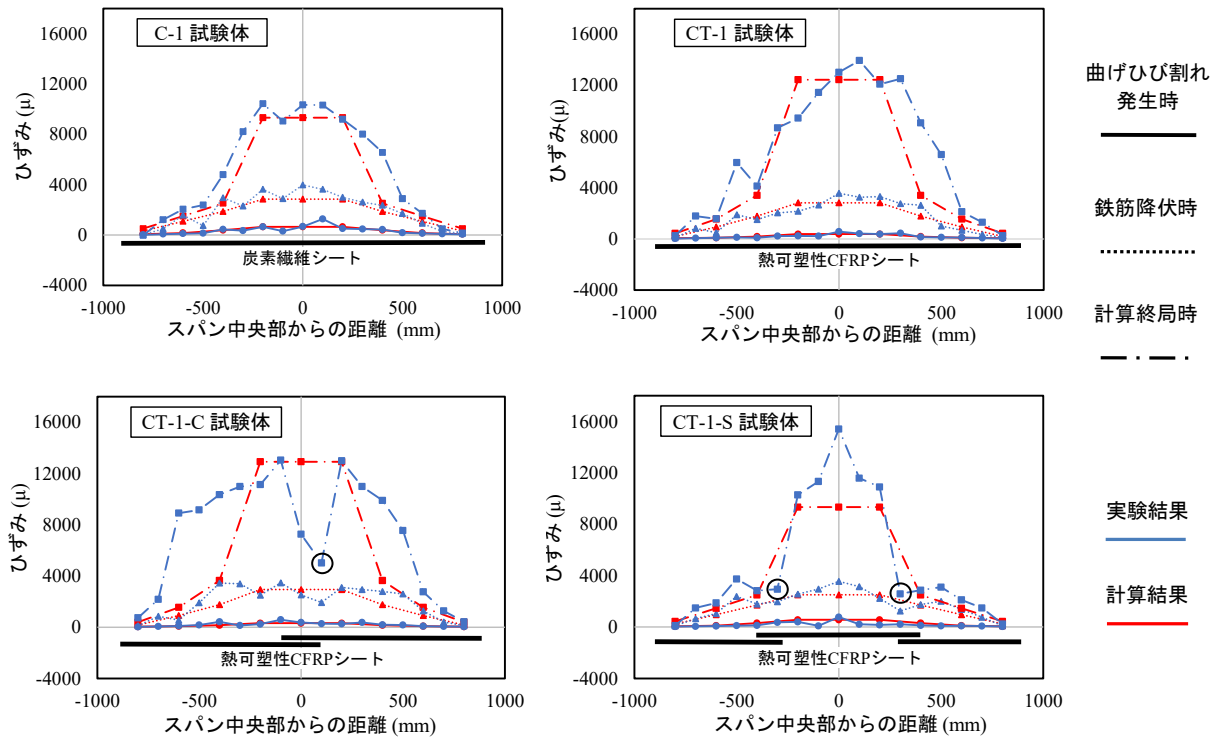 C-1 試験体
16000
12000
8000
4000
0
-4000
ひずみ(μ)
炭素繊維シート
-1000 -500 0 500 1000
スパン中央部からの距離 (mm)
CT-1 試験体
16000
12000
8000
4000
0
-4000
ひずみ(μ)
熱可塑性CFRPシート
-1000 -500 0 500 1000
スパン中央部からの距離 (mm)
CT-1-C 試験体
16000
12000
8000
4000
0
-4000
ひずみ (μ)
熱可塑性CFRPシート
-1000 -500 0 500 1000
スパン中央部からの距離 (mm)
CT-1-S 試験体
16000
12000
8000
4000
0
-4000
ひずみ (μ)
熱可塑性CFRPシート
-1000 -500 0 500 1000
スパン中央部からの距離 (mm)
曲げひび割れ
発生時
鉄筋降伏時
計算終局時
実験結果
計算結果